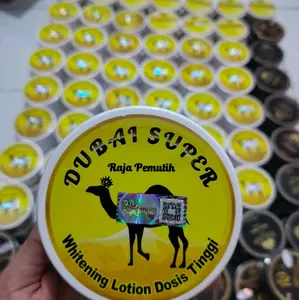 DUBAI SUPER
Raja Pemutih
Whitening Lotion Dosis Tinggi